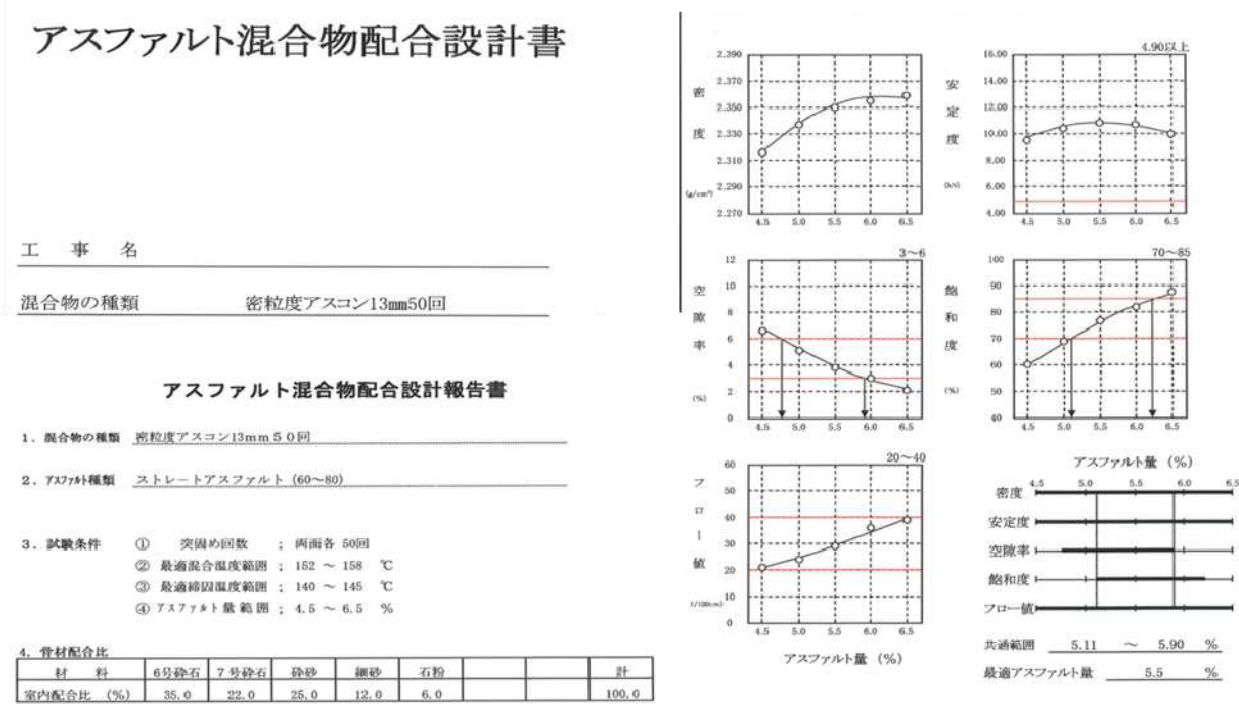 アスファルト混合物配合設計書
工 事 名
混合物の種類 密粒度アスコン13mm50回
アスファルト混合物配合設計報告書
1. 混合物の種類 密粒度アスコン13mm50回
2. アスファルト種類 ストレートアスファルト (60~80)
3. 試験条件 ① 突固め回数 ; 両面各 50回
② 最適混合温度範囲 ; 152 ~ 158 ℃
③ 最適締固温度範囲 ; 140 ~ 145 ℃
④ アスファルト量範囲 ; 4.5 ~ 6.5 %
4. 骨材配合比
材 料 6号砕石 7号砕石 砕砂 細砂 石粉 計
室内配合比 (%) 35.0 22.0 25.0 12.0 6.0 100.0
密度
(g/cm³)
2.390
2.370
2.350
2.330
2.310
2.290
2.270
4.5 5.0 5.5 6.0 6.5
4.90以上
安定度
(kN)
16.00
14.00
12.00
10.00
8.00
6.00
4.00
4.5 5.0 5.5 6.0 6.5
3~6
空隙率
(%)
12
10
8
6
4
2
0
4.5 5.0 5.5 6.0 6.5
70~85
飽和度
(%)
100
90
80
70
60
50
40
4.5 5.0 5.5 6.0 6.5
20~40
フロー値
1/100(cm)
60
50
40
30
20
10
0
4.5 5.0 5.5 6.0 6.5
アスファルト量 (%)
アスファルト量 (%)
4.5 5.0 5.5 6.0 6.5
密度
安定度
空隙率
飽和度
フロー値
共通範囲 5.11 ~ 5.90 %
最適アスファルト量 5.5 %